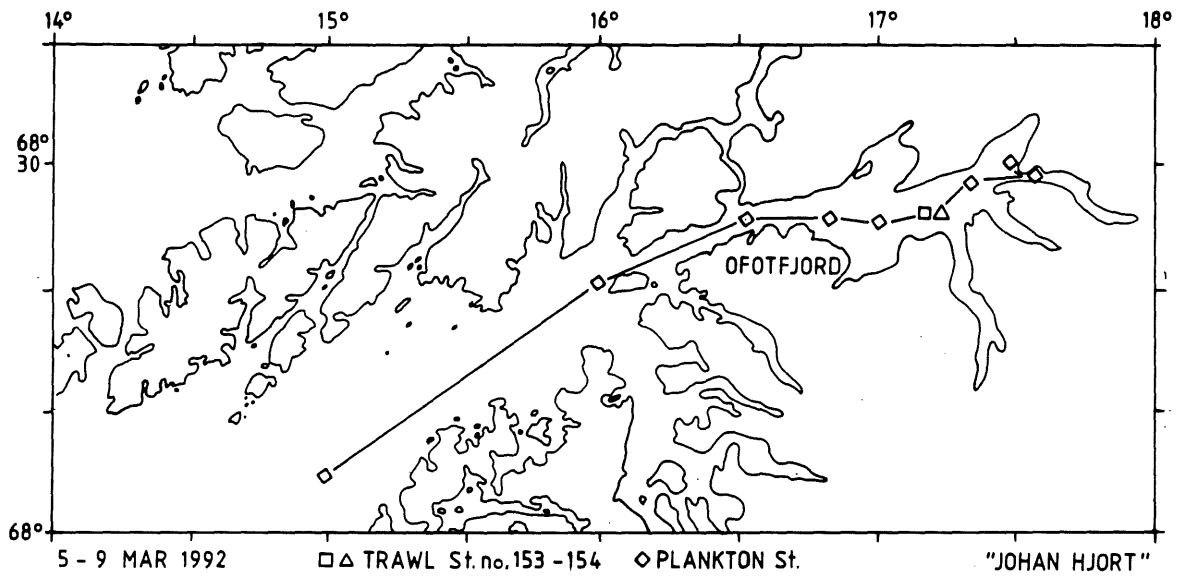 14° 15° 16° 17° 18°
68°
30
OFOTFJORD
68°
5-9 MAR 1992 □△ TRAWL St. no. 153-154 ◇ PLANKTON St. "JOHAN HJORT"